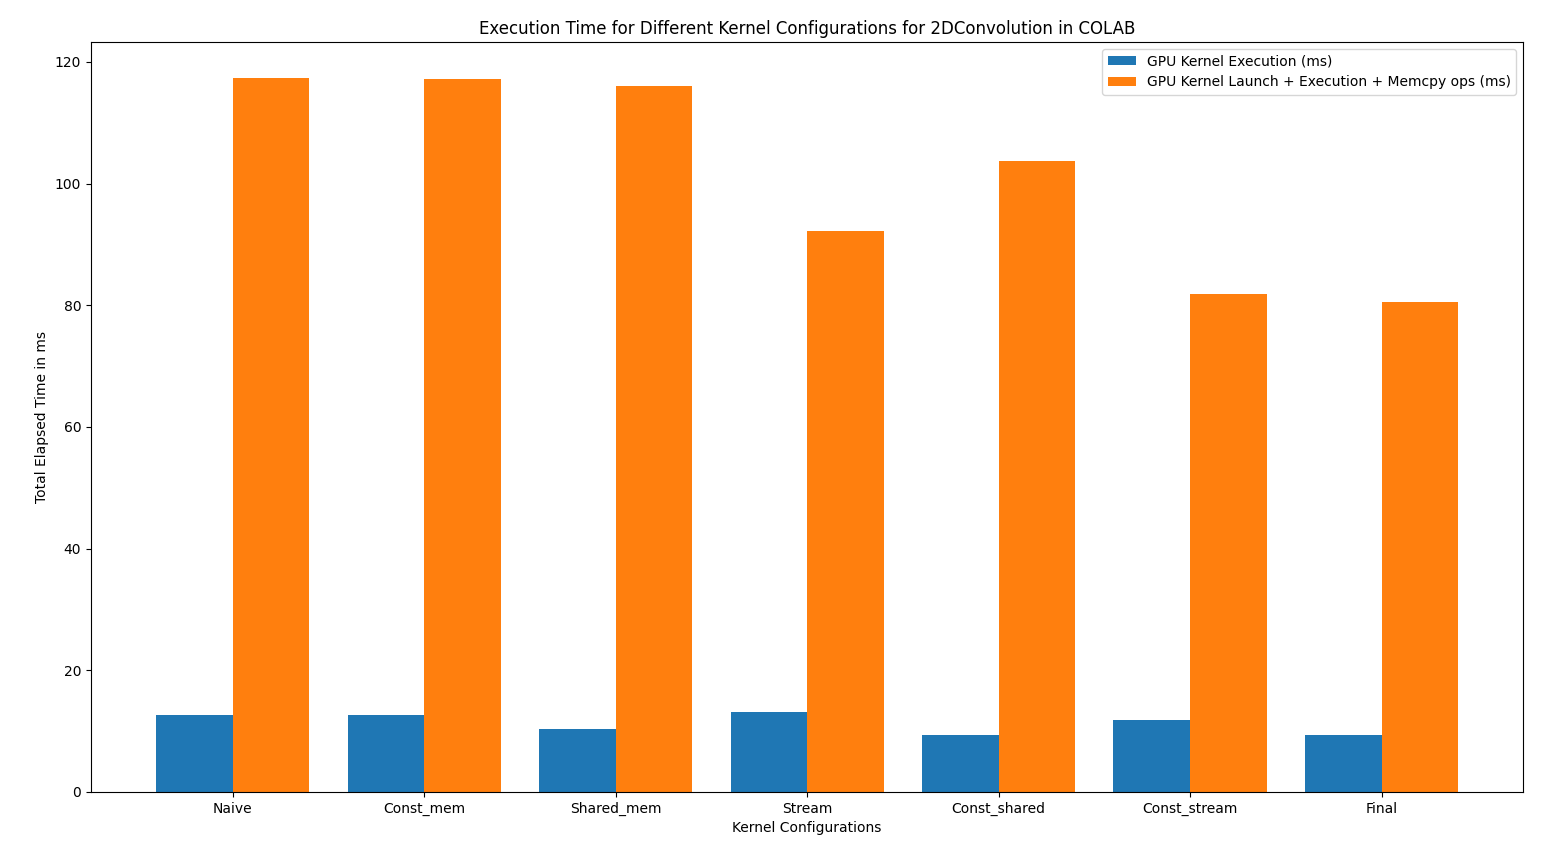 Execution Time for Different Kernel Configurations for 2DConvolution in COLAB
GPU Kernel Execution (ms)
GPU Kernel Launch + Execution + Memcpy ops (ms)
Total Elapsed Time in ms
120
100
80
60
40
20
0
Naive Const_mem Shared_mem Stream Const_shared Const_stream Final
Kernel Configurations